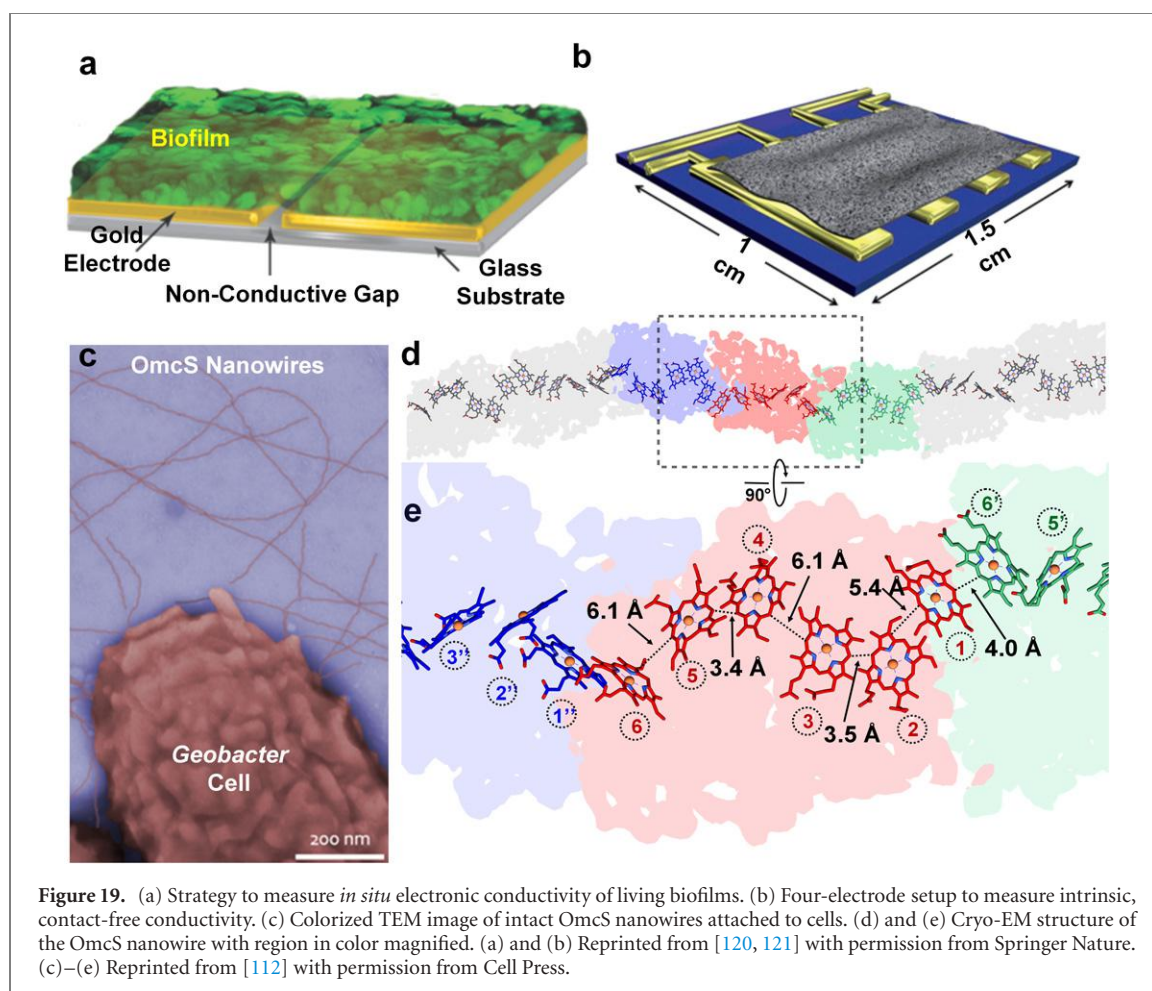 a
Biofilm
Gold
Electrode
Non-Conductive Gap
Glass
Substrate
b
1
cm
1.5
cm
c
OmcS Nanowires
Geobacter
Cell
200 nm
d
90°
e
3''
2'
1''
6
6.1 Å
5
3.4 Å
4
6.1 Å
3
3.5 Å
2
5.4 Å
1
4.0 Å
6'
5'
Figure 19. (a) Strategy to measure in situ electronic conductivity of living biofilms. (b) Four-electrode setup to measure intrinsic,
contact-free conductivity. (c) Colorized TEM image of intact OmcS nanowires attached to cells. (d) and (e) Cryo-EM structure of
the OmcS nanowire with region in color magnified. (a) and (b) Reprinted from [120, 121] with permission from Springer Nature.
(c)–(e) Reprinted from [112] with permission from Cell Press.